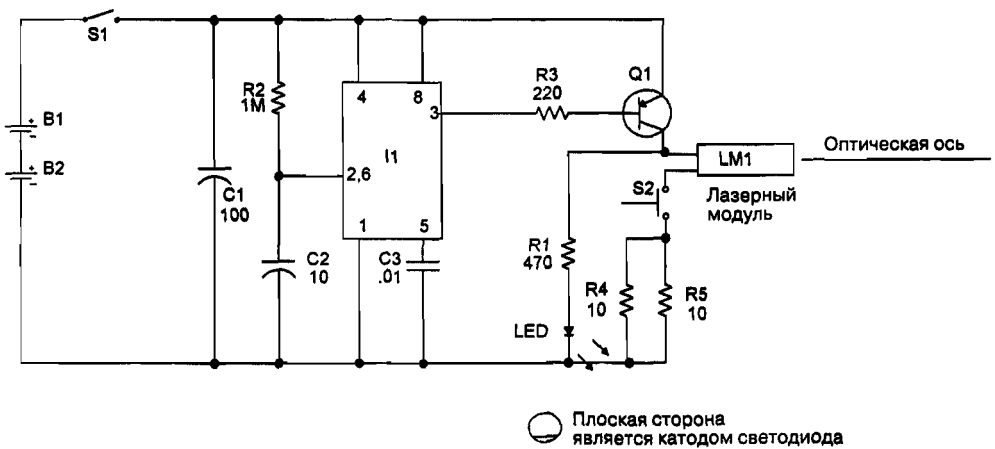 S1
B1
B2
C1
100
R2
1M
C2
10
4
8
3
I1
2,6
1
5
C3
.01
R3
220
Q1
LM1
Оптическая ось
Лазерный
модуль
S2
R1
470
R4
10
R5
10
LED
Плоская сторона
является катодом светодиода